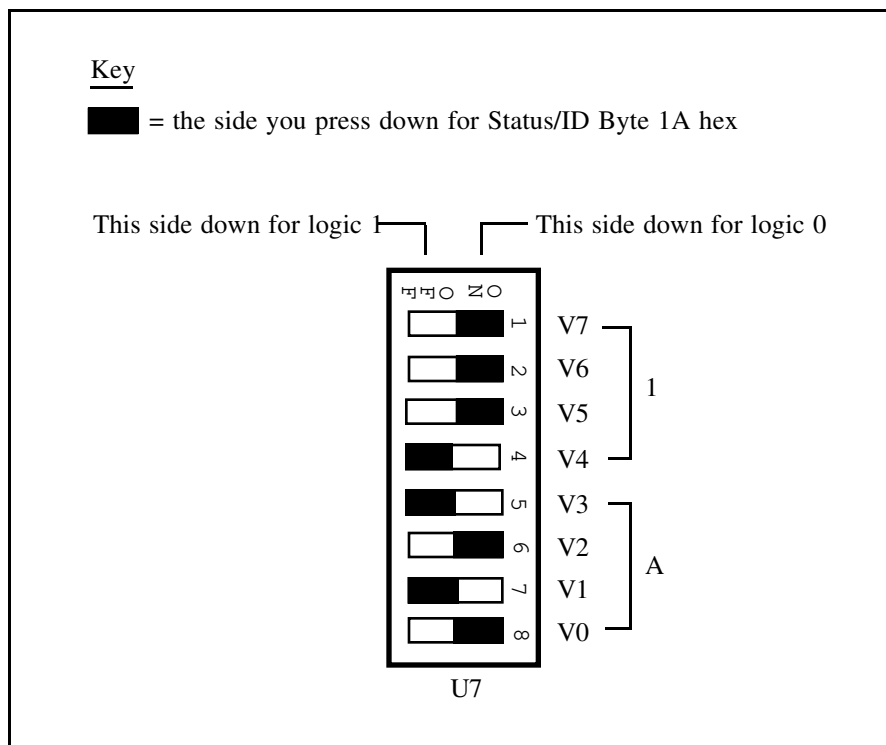 Key
= the side you press down for Status/ID Byte 1A hex
This side down for logic 1
This side down for logic 0
OFF ON
1 V7
2 V6
3 V5
1
4 V4
5 V3
6 V2
A
7 V1
8 V0
U7